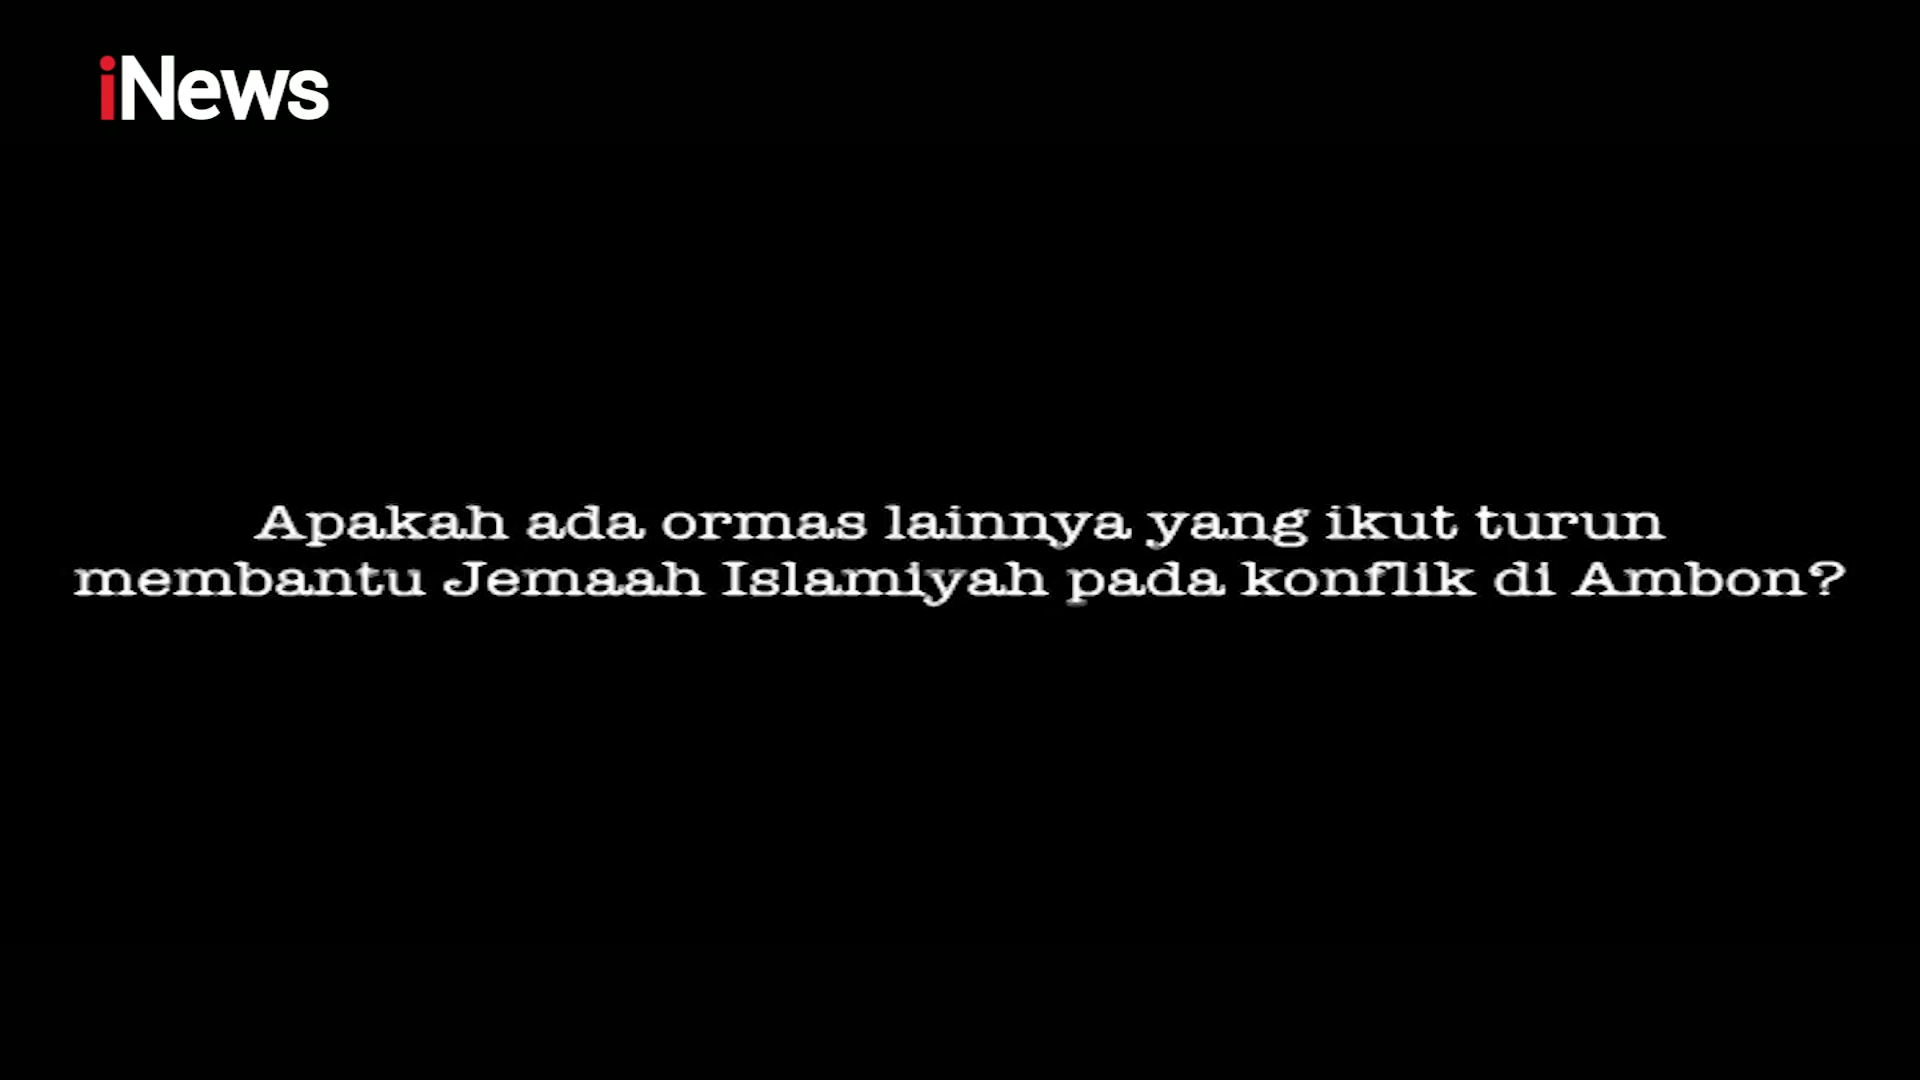 iNews
Apakah ada ormas lainnya yang ikut turun
membantu Jemaah Islamiyah pada konflik di Ambon?